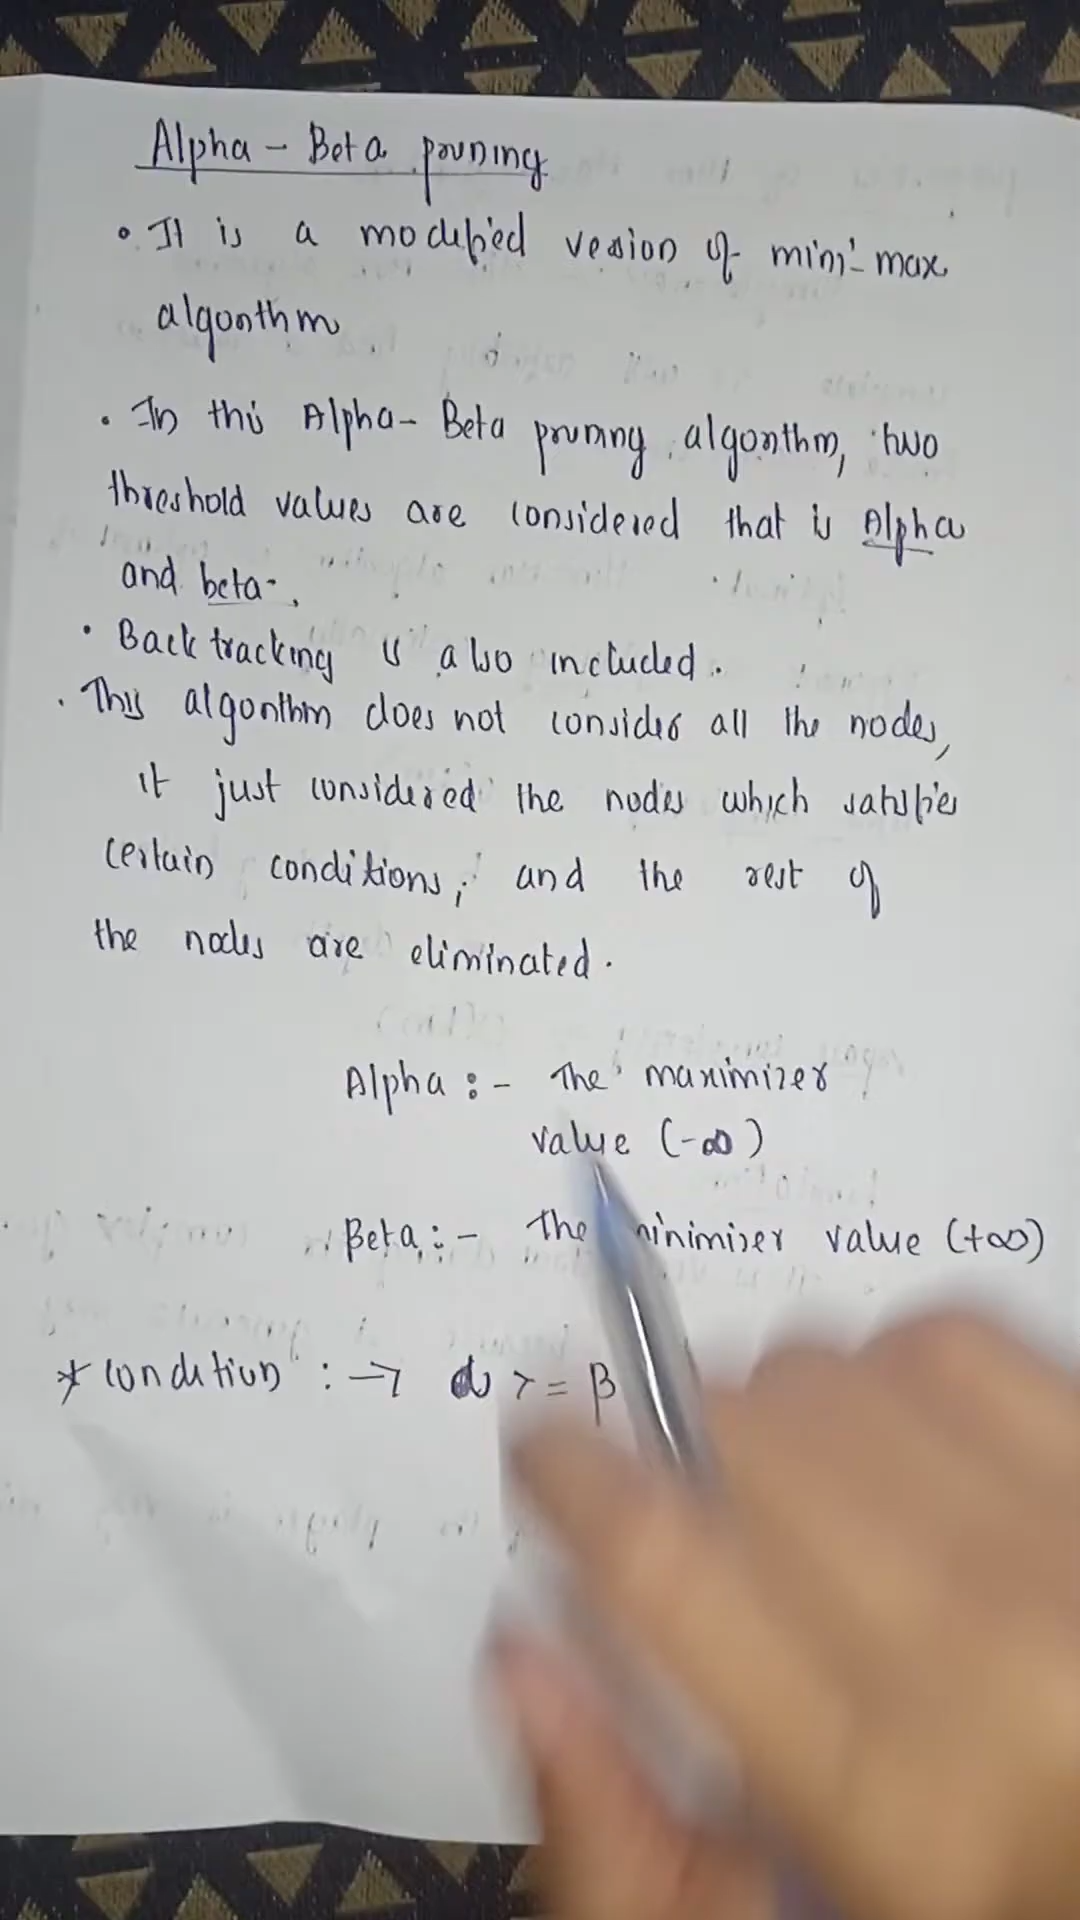 Alpha - Beta pruning
• It is a modified vesion of mini-max
algorithm
• In this Alpha-Beta pruning algorithm, two
threshold values are considered that is Alpha
and beta.
• Back tracking is also included.
• This algorithm does not consider all the nodes,
it just considered the nodes which satisfies
certain conditions, and the rest of
the nodes are eliminated.
Alpha :- The maximizer
value (-∞)
Beta :- The minimizer value (+∞)
* condition :→ α >= β